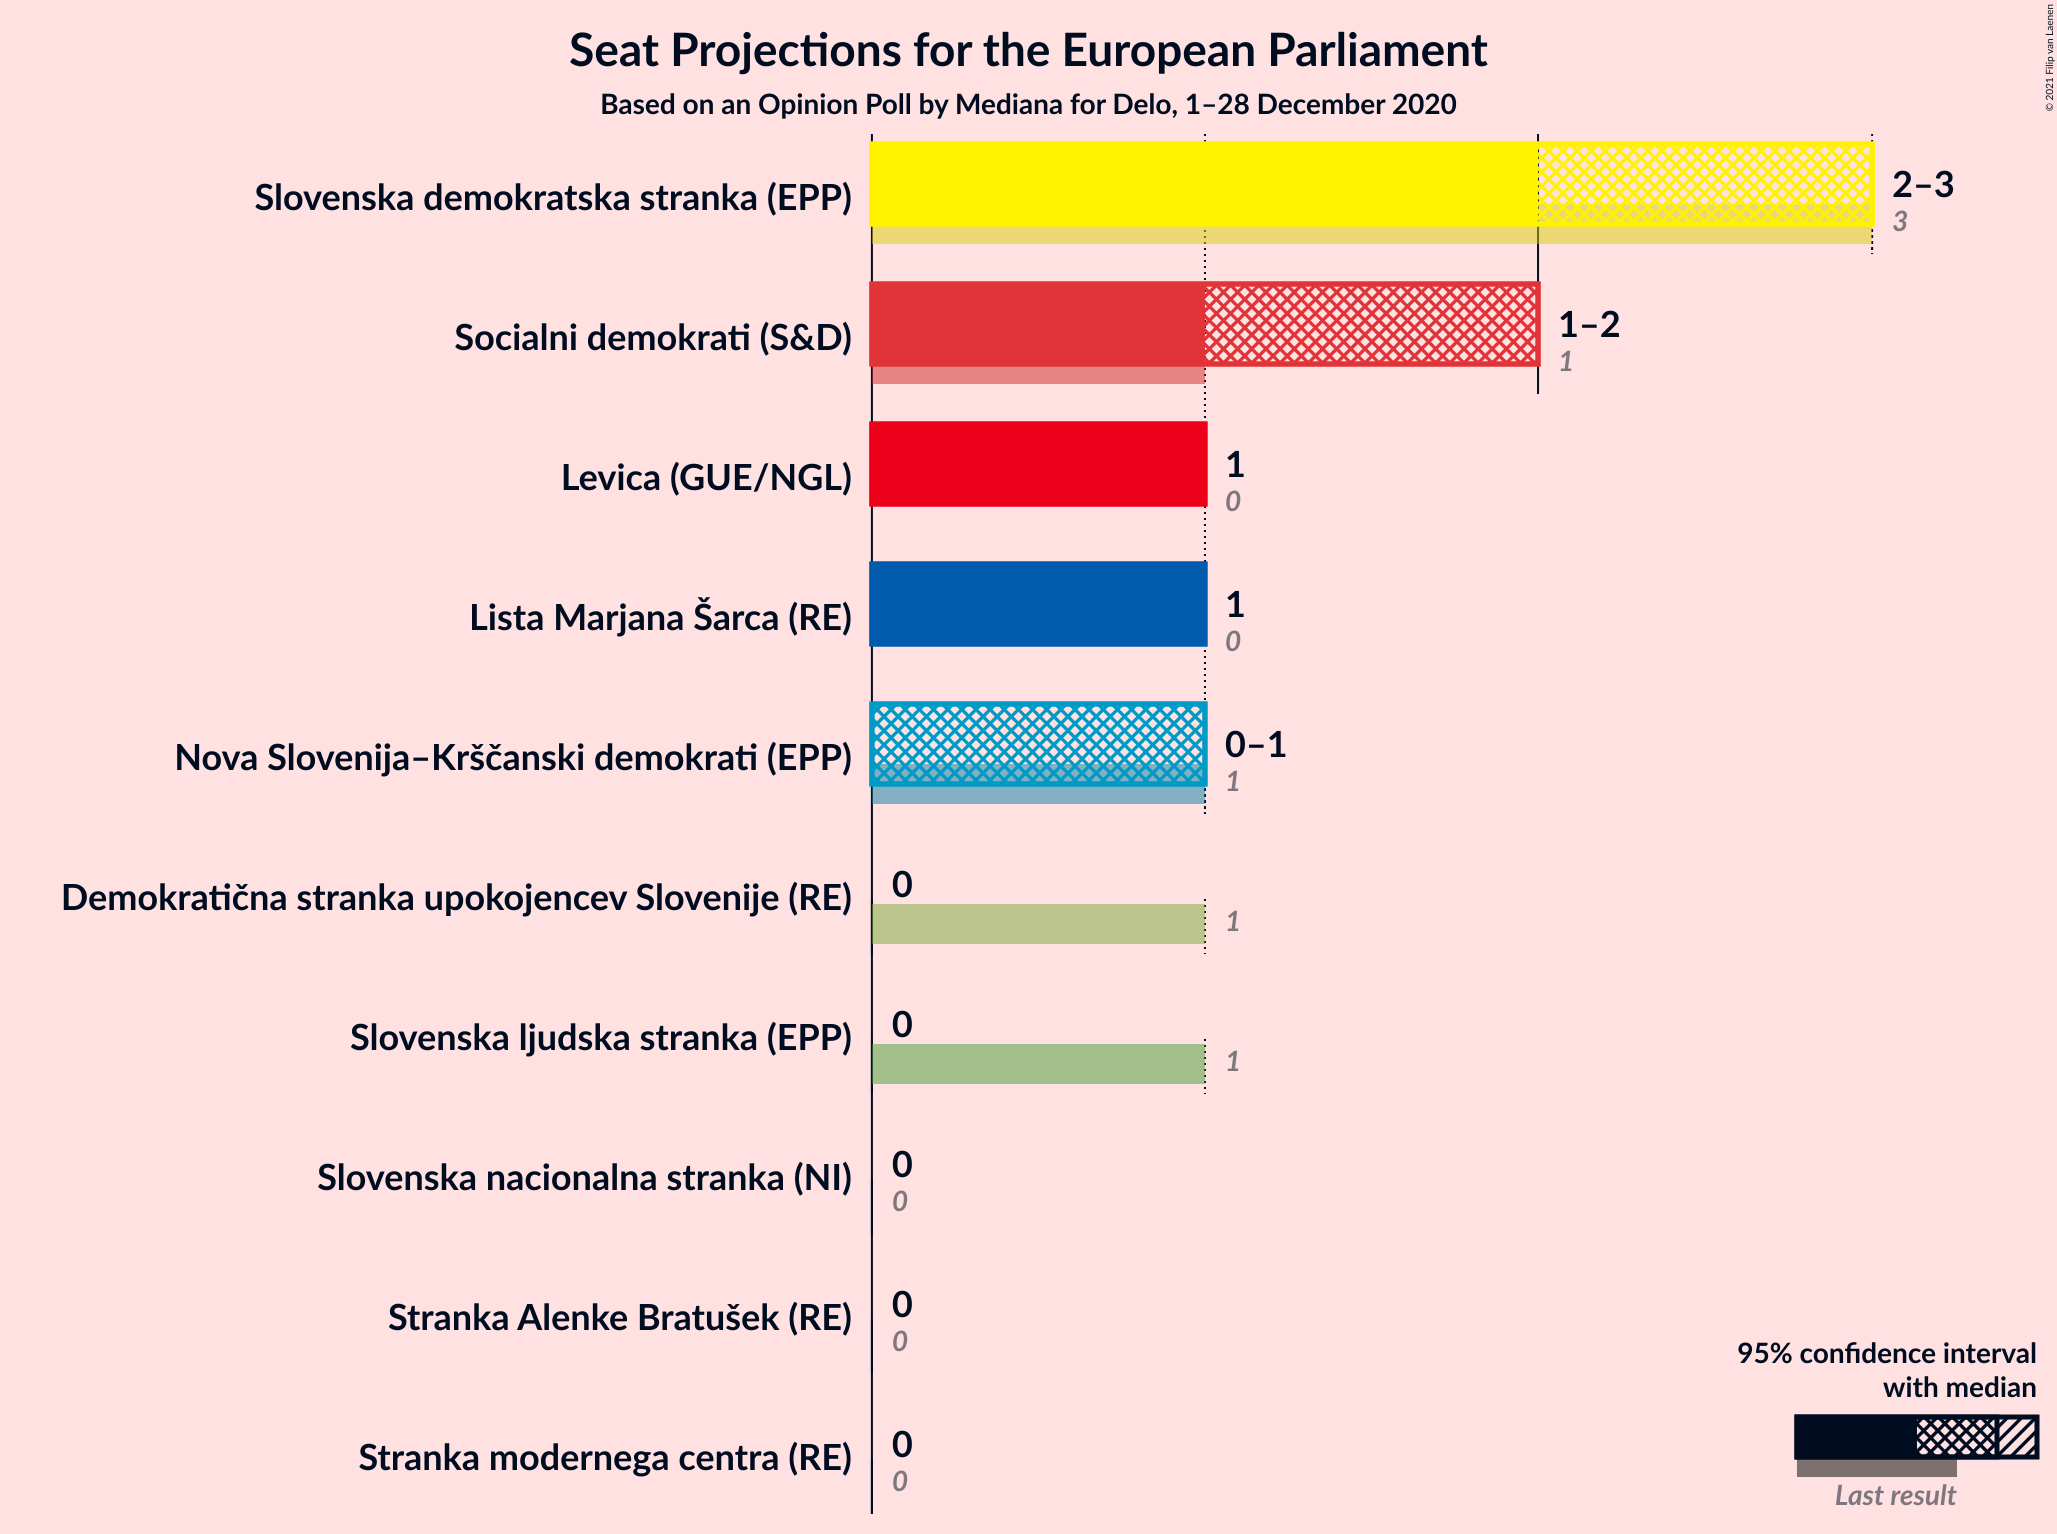 Seat Projections for the European Parliament
Based on an Opinion Poll by Mediana for Delo, 1–28 December 2020
© 2021 Filip van Laenen
Slovenska demokratska stranka (EPP)
2–3
3
Socialni demokrati (S&D)
1–2
1
Levica (GUE/NGL)
1
0
Lista Marjana Šarca (RE)
1
0
Nova Slovenija–Krščanski demokrati (EPP)
0–1
1
Demokratična stranka upokojencev Slovenije (RE)
0
1
Slovenska ljudska stranka (EPP)
0
1
Slovenska nacionalna stranka (NI)
0
0
Stranka Alenke Bratušek (RE)
0
0
Stranka modernega centra (RE)
0
0
95% confidence interval
with median
Last result